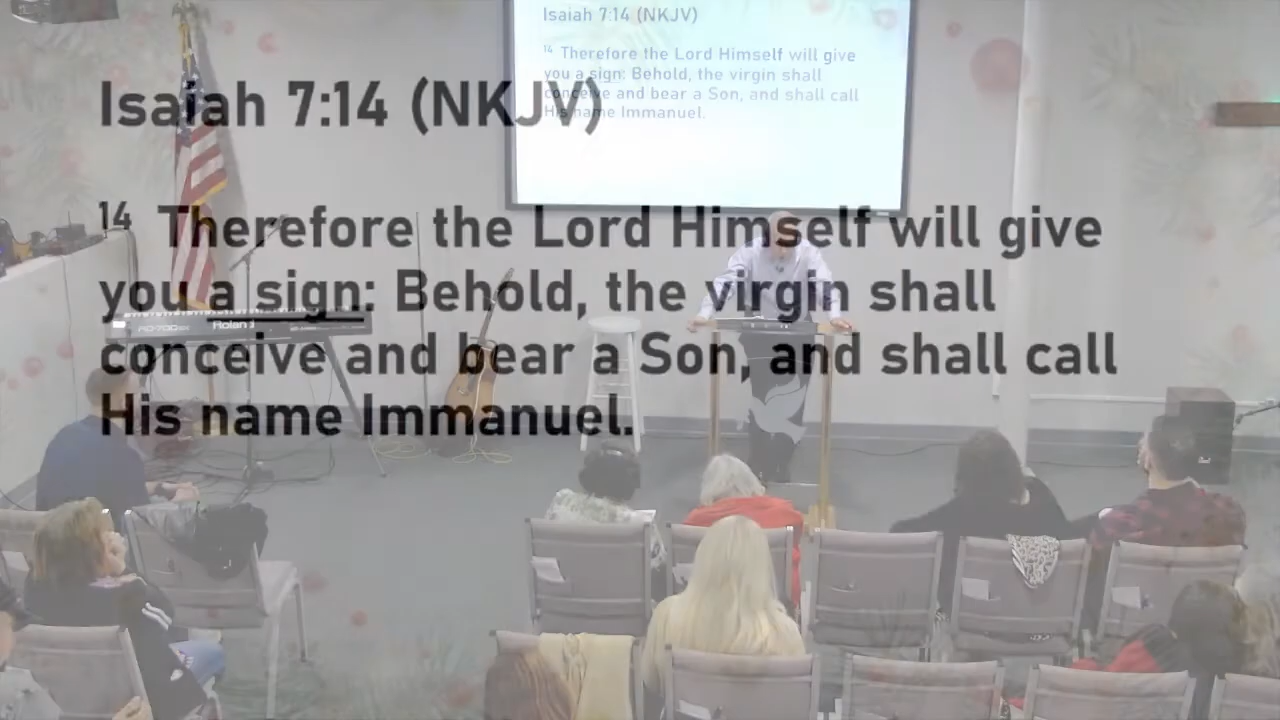 Isaiah 7:14 (NKJV)
14 Therefore the Lord Himself will give
you a sign: Behold, the virgin shall
conceive and bear a Son, and shall call
His name Immanuel.
Isaiah 7:14 (NKJV)
14 Therefore the Lord Himself will give
you a sign: Behold, the virgin shall
conceive and bear a Son, and shall call
His name Immanuel.
Roland